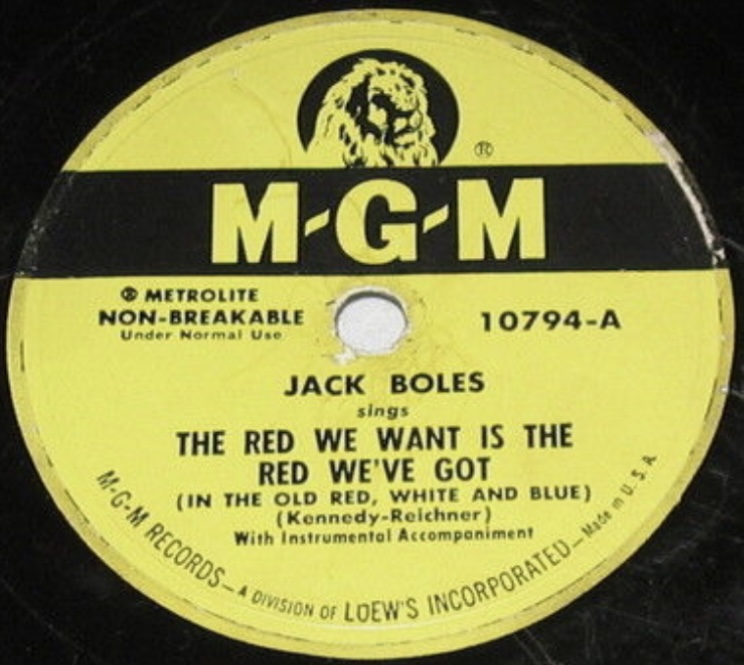 ®
M-G-M
® METROLITE
NON-BREAKABLE
Under Normal Use
10794-A
JACK BOLES
sings
THE RED WE WANT IS THE
RED WE'VE GOT
(IN THE OLD RED, WHITE AND BLUE)
(Kennedy-Reichner)
With Instrumental Accompaniment
M-G-M RECORDS—A DIVISION OF LOEW'S INCORPORATED—Made in U. S. A.